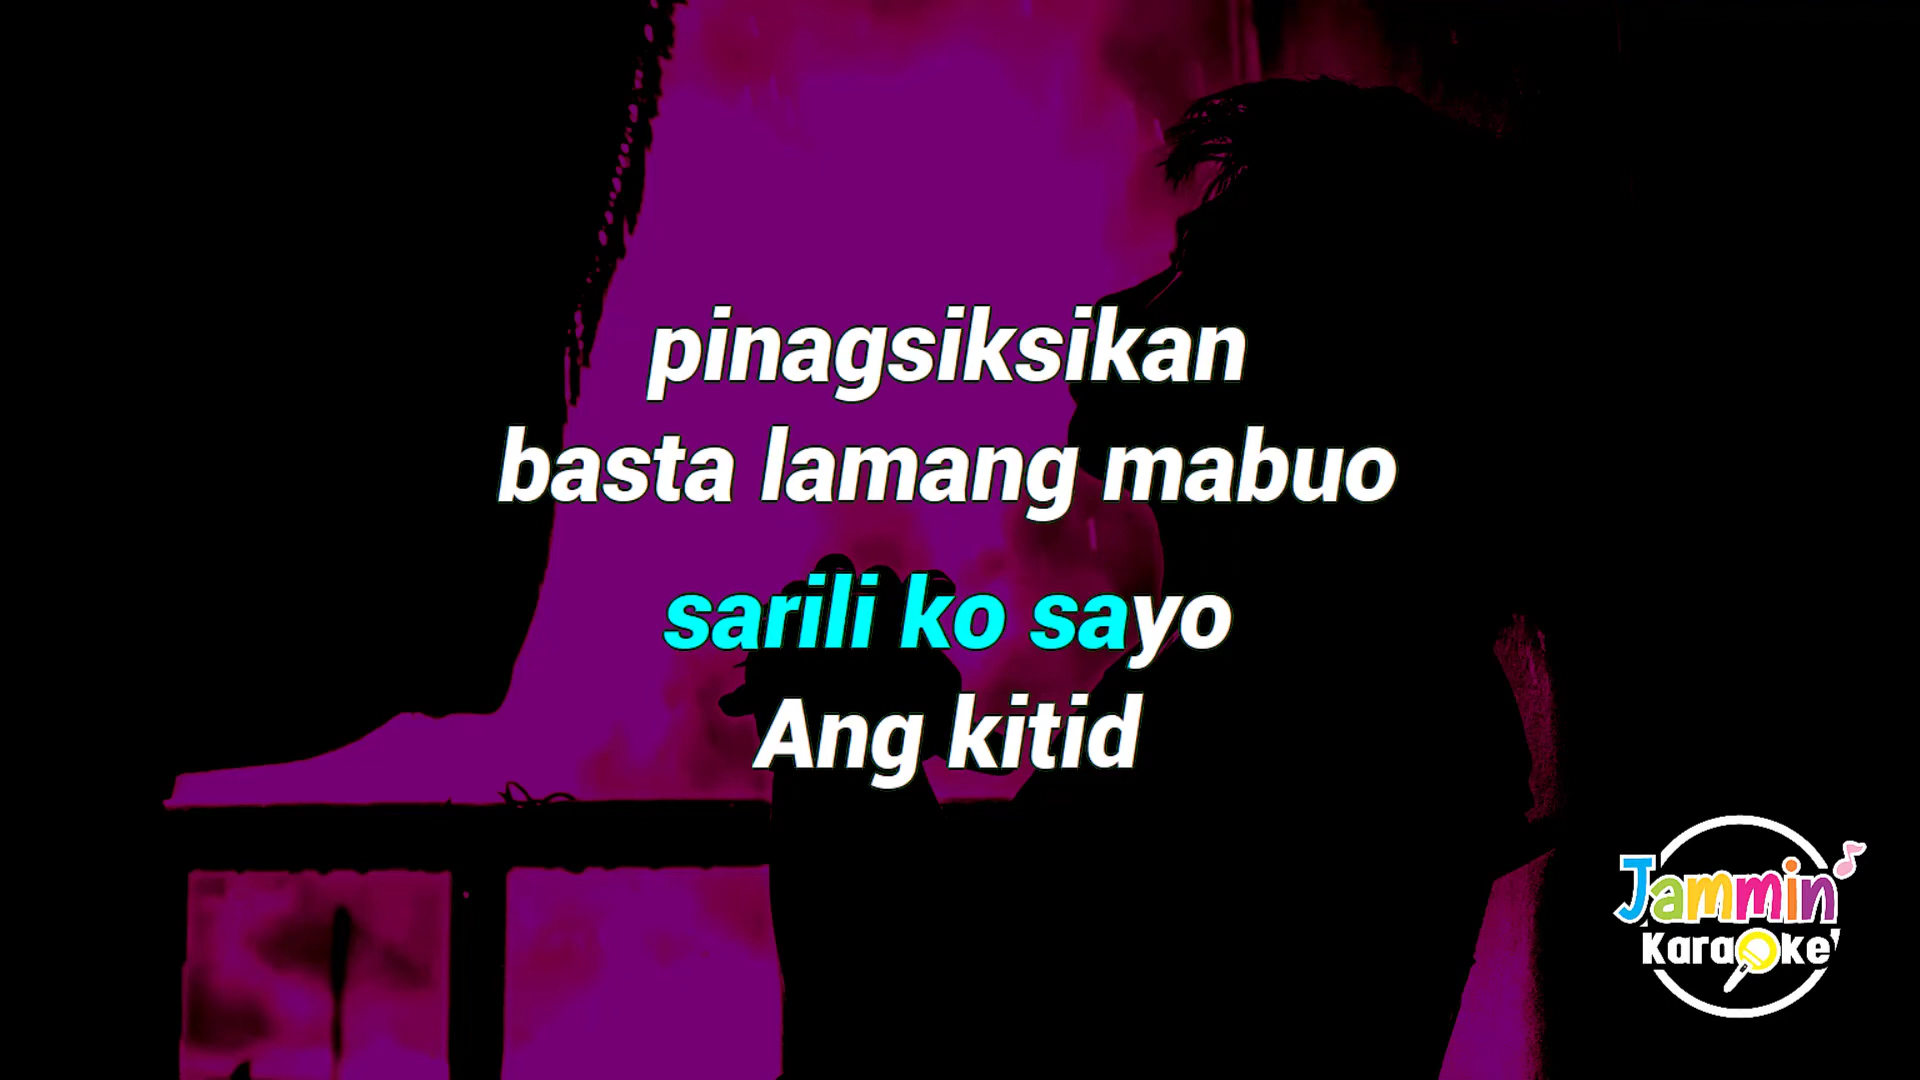 pinagsiksikan
basta lamang mabuo
sarili ko sayo
Ang kitid
Jammin'
Karaoke